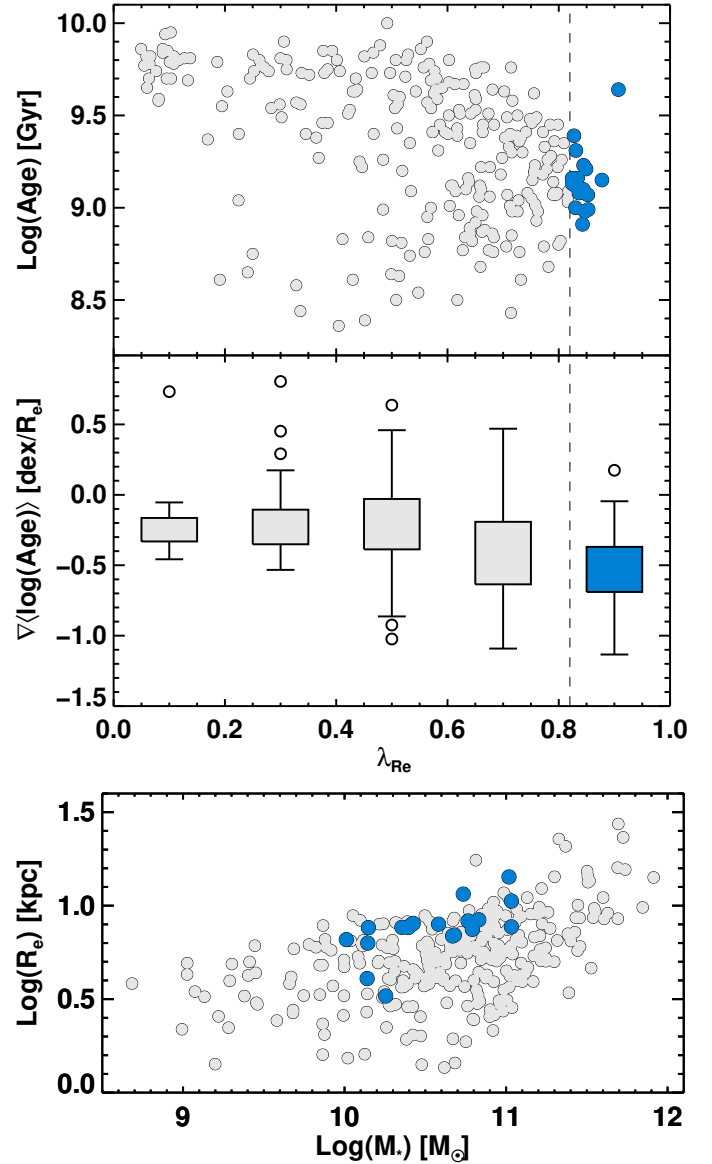 10.0
9.5
9.0
8.5
Log(Age) [Gyr]
0.5
0.0
−0.5
−1.0
−1.5
∇⟨log(Age)⟩ [dex/Re]
0.0 0.2 0.4 0.6 0.8 1.0
λRe
1.5
1.0
0.5
0.0
Log(Re) [kpc]
9 10 11 12
Log(M*) [M⊙]